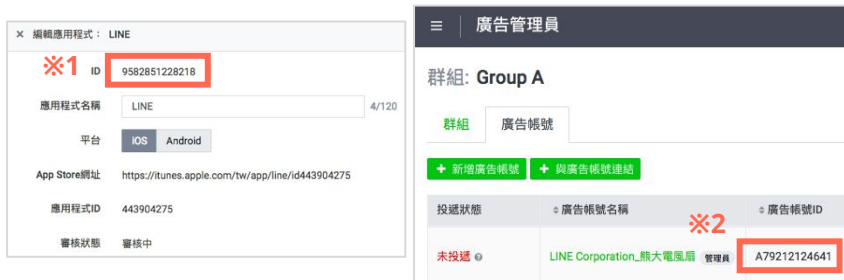 × 編輯應用程式： LINE
※1 ID 9582851228218
應用程式名稱 LINE 4/120
平台 iOS Android
App Store網址 https://itunes.apple.com/tw/app/line/id443904275
應用程式ID 443904275
審核狀態 審核中
≡ 廣告管理員
群組: Group A
群組 廣告帳號
+ 新增廣告帳號 + 與廣告帳號連結
投遞狀態 廣告帳號名稱 廣告帳號ID
※2
未投遞 LINE Corporation_熊大電風扇 管理員 A79212124641